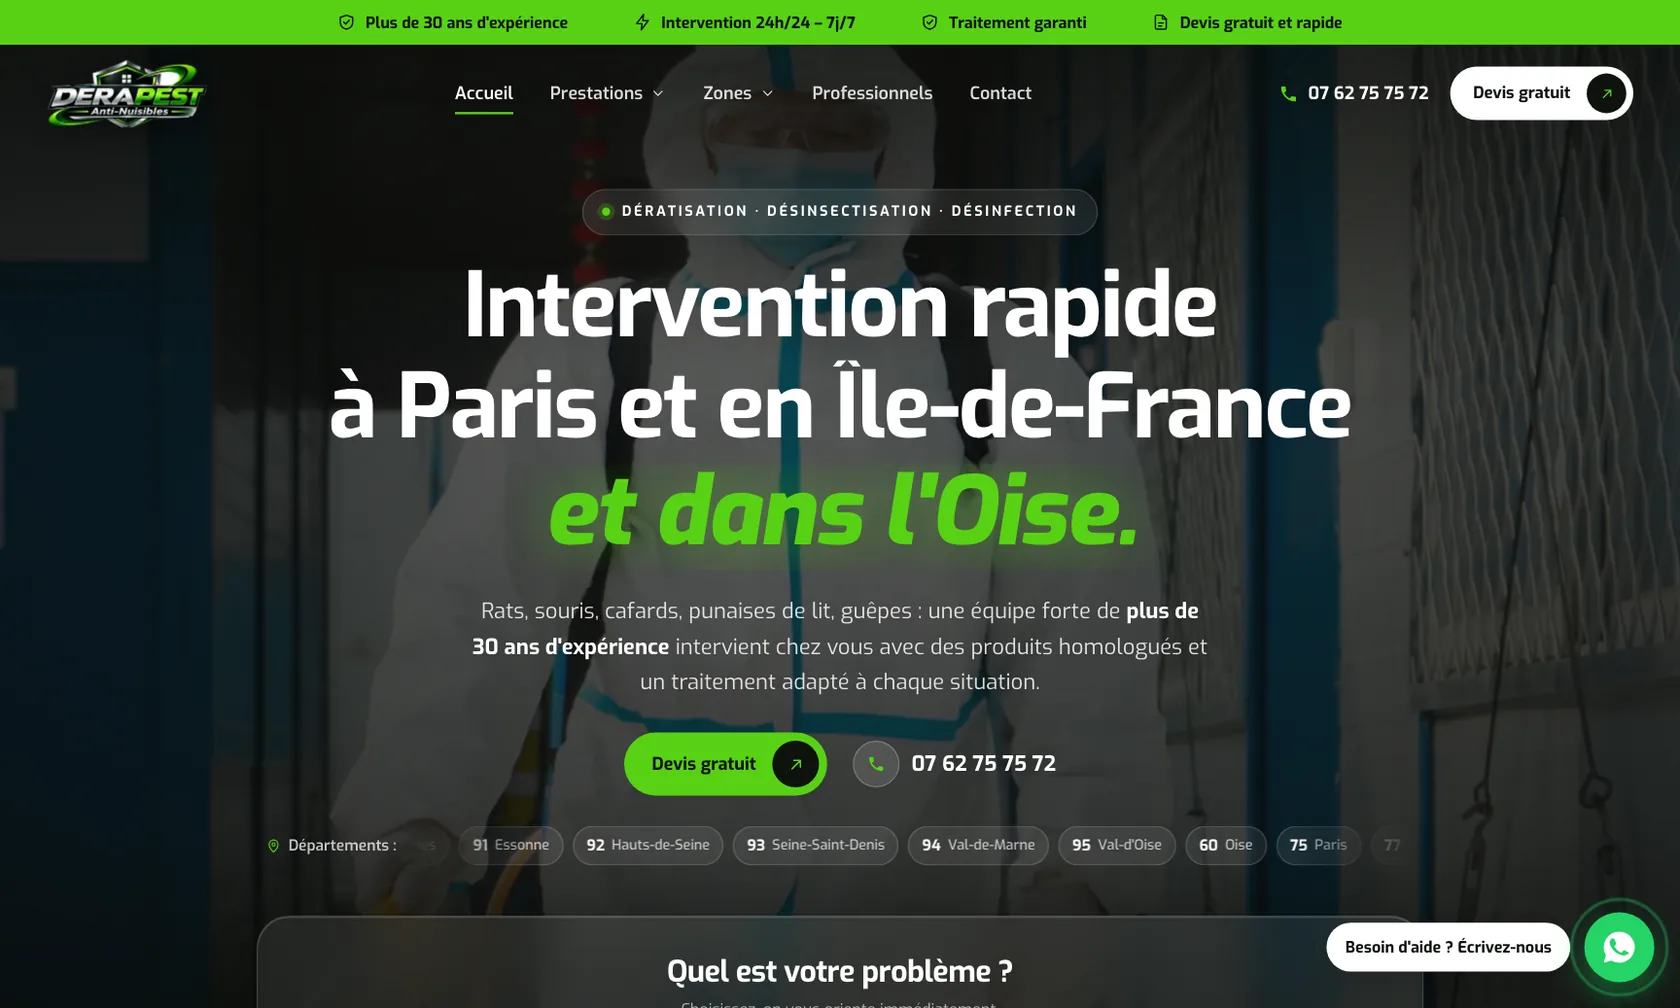 Plus de 30 ans d'expérience
Intervention 24h/24 – 7j/7
Traitement garanti
Devis gratuit et rapide
DERAPEST
Anti-Nuisibles
Accueil
Prestations
Zones
Professionnels
Contact
07 62 75 75 72
Devis gratuit
DÉRATISATION · DÉSINSECTISATION · DÉSINFECTION
Intervention rapide
à Paris et en Île-de-France
et dans l'Oise.
Rats, souris, cafards, punaises de lit, guêpes : une équipe forte de plus de
30 ans d'expérience intervient chez vous avec des produits homologués et
un traitement adapté à chaque situation.
Devis gratuit
07 62 75 75 72
Départements :
91 Essonne
92 Hauts-de-Seine
93 Seine-Saint-Denis
94 Val-de-Marne
95 Val-d'Oise
60 Oise
75 Paris
77
Quel est votre problème ?
Besoin d'aide ? Écrivez-nous